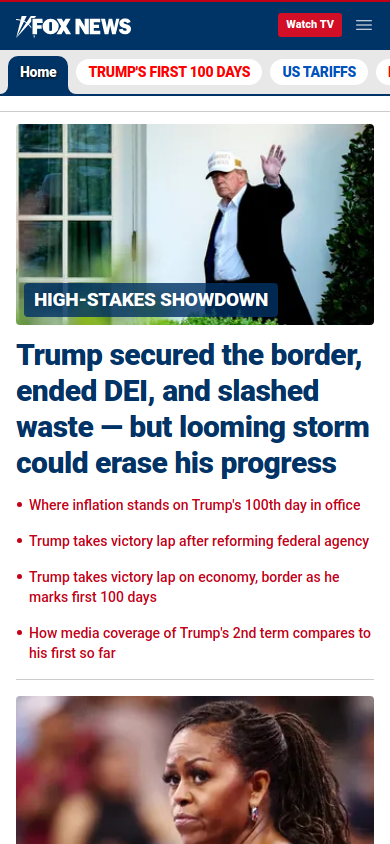 FOX NEWS
Watch TV
Home
TRUMP'S FIRST 100 DAYS
US TARIFFS
HIGH-STAKES SHOWDOWN
Trump secured the border,
ended DEI, and slashed
waste — but looming storm
could erase his progress
Where inflation stands on Trump's 100th day in office
Trump takes victory lap after reforming federal agency
Trump takes victory lap on economy, border as he
marks first 100 days
How media coverage of Trump's 2nd term compares to
his first so far